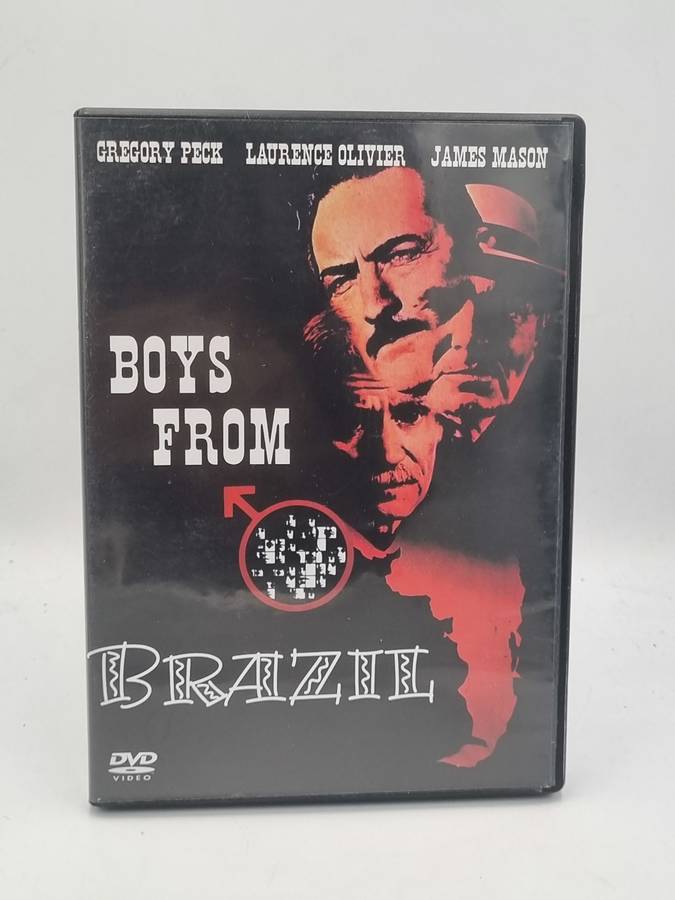 GREGORY PECK LAURENCE OLIVIER JAMES MASON
BOYS
FROM
BRAZIL
DVD
VIDEO